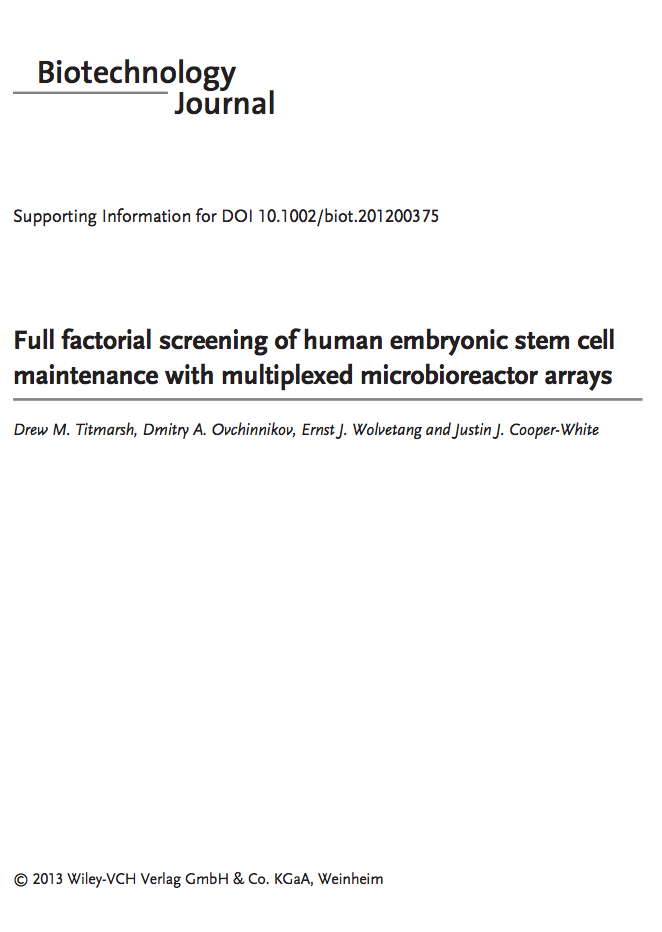 Biotechnology
Journal
Supporting Information for DOI 10.1002/biot.201200375
Full factorial screening of human embryonic stem cell
maintenance with multiplexed microbioreactor arrays
Drew M. Titmarsh, Dmitry A. Ovchinnikov, Ernst J. Wolvetang and Justin J. Cooper-White
© 2013 Wiley-VCH Verlag GmbH & Co. KGaA, Weinheim